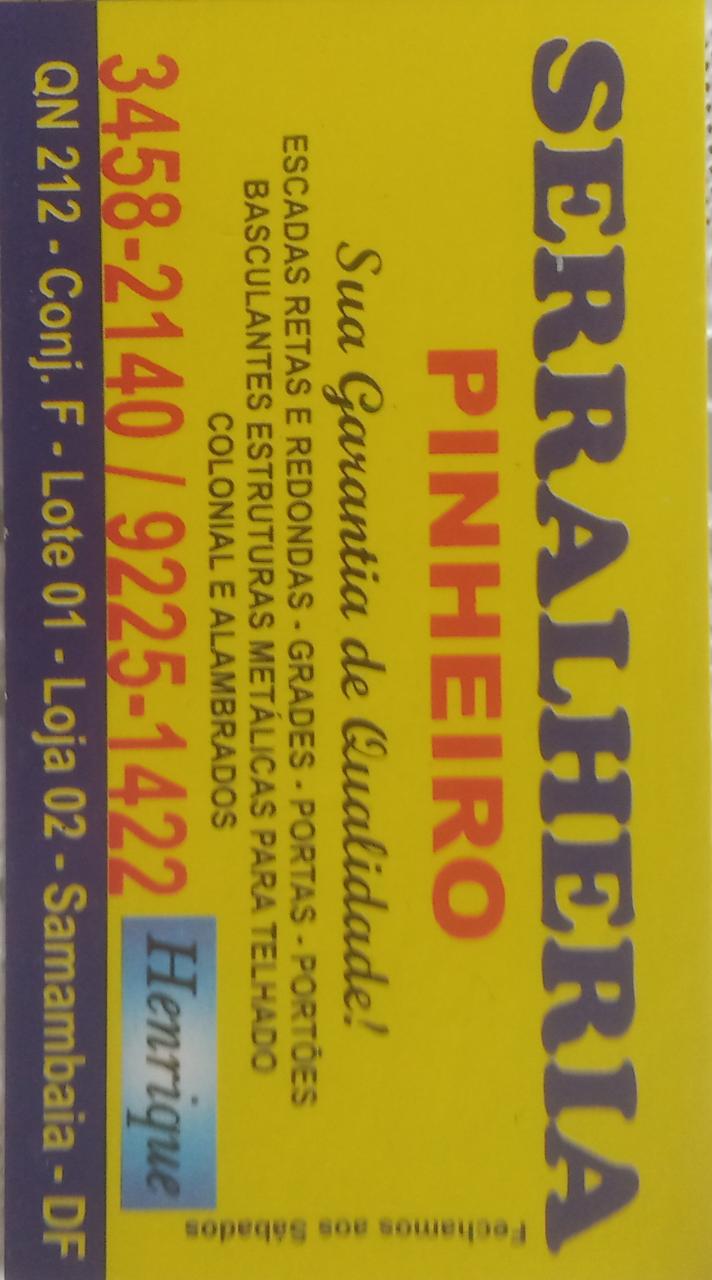 SERRALHERIA
PINHEIRO
Sua Garantia de Qualidade!
ESCADAS RETAS E REDONDAS - GRADES - PORTAS - PORTÕES
BASCULANTES ESTRUTURAS METÁLICAS PARA TELHADO
COLONIAL E ALAMBRADOS
Fechamos aos Sábados
3458-2140 / 9225-1422
Henrique
QN 212 - Conj. F - Lote 01 - Loja 02 - Samambaia - DF